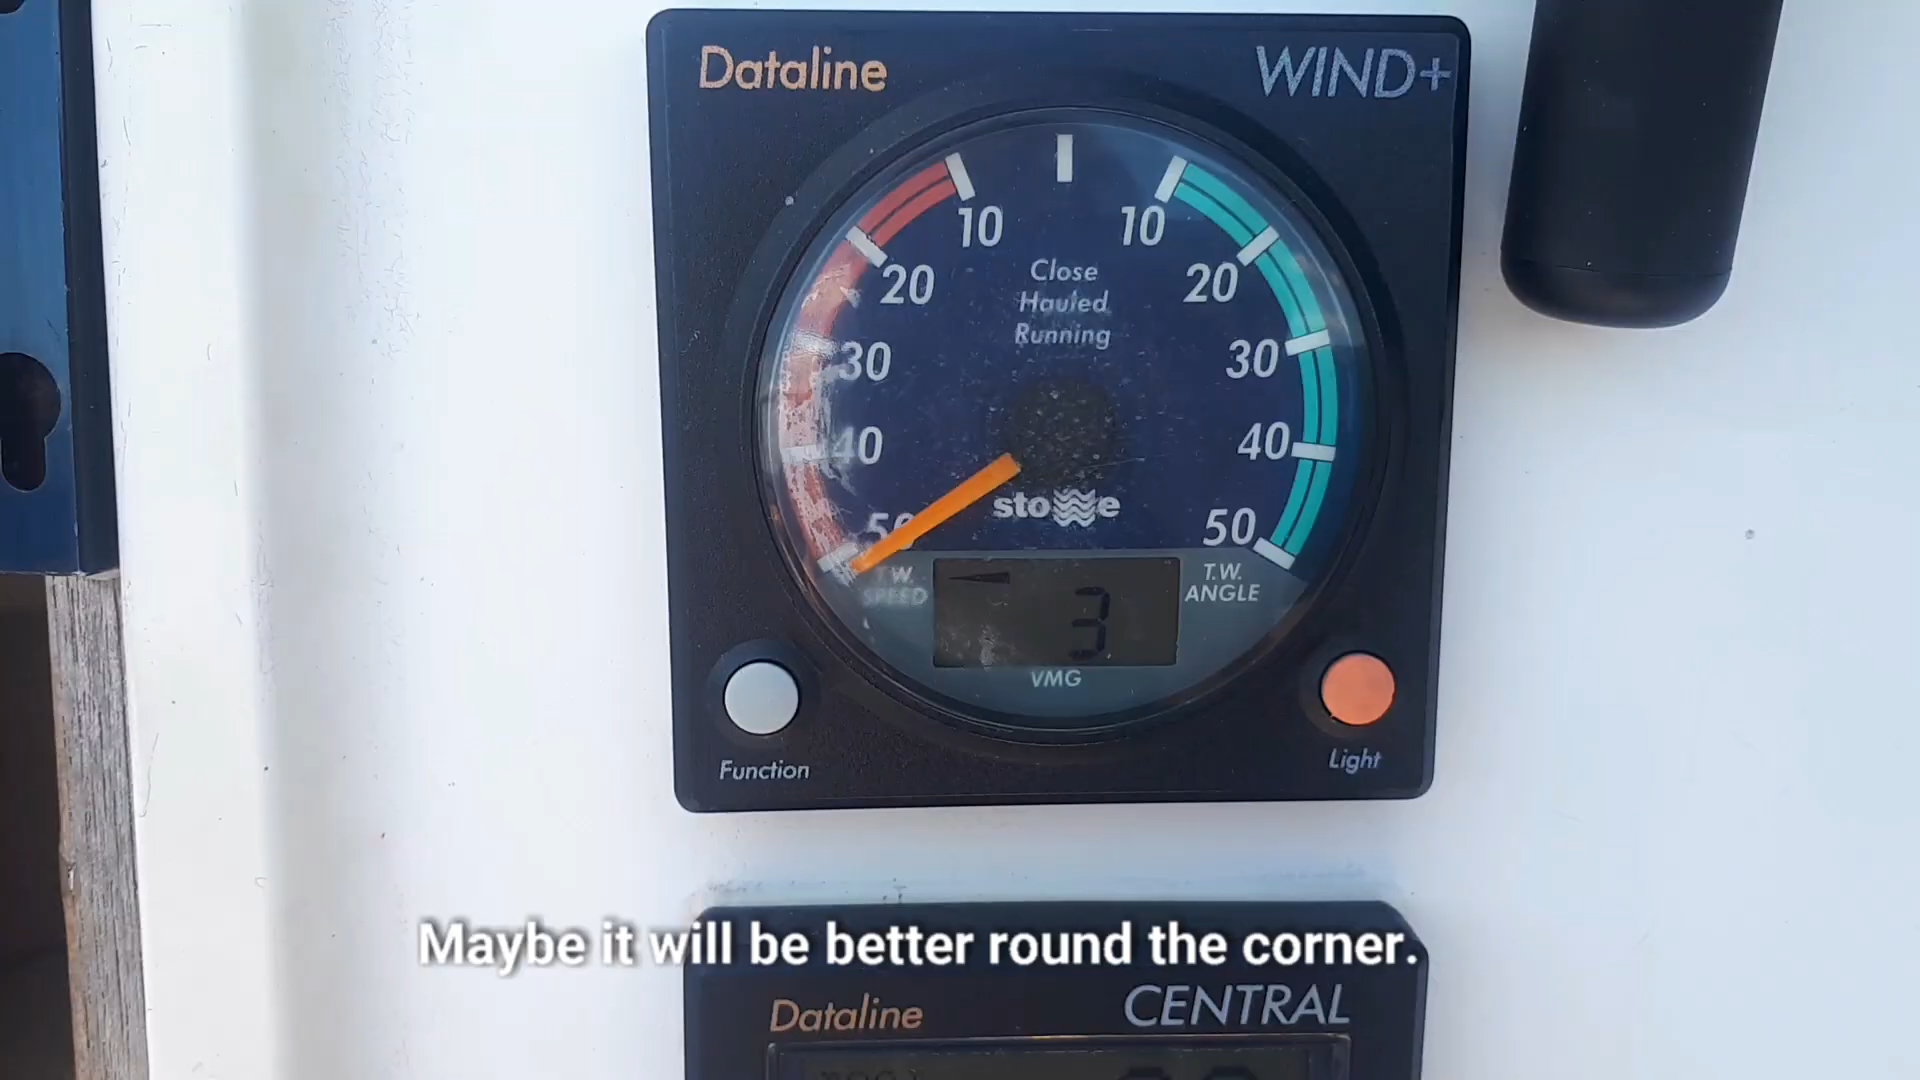 Dataline WIND+
10 10
20 20
Close
Hauled
Running
30 30
40 40
stowe
50 50
T.W.
SPEED
T.W.
ANGLE
3
VMG
Function
Light
Maybe it will be better round the corner.
Dataline CENTRAL